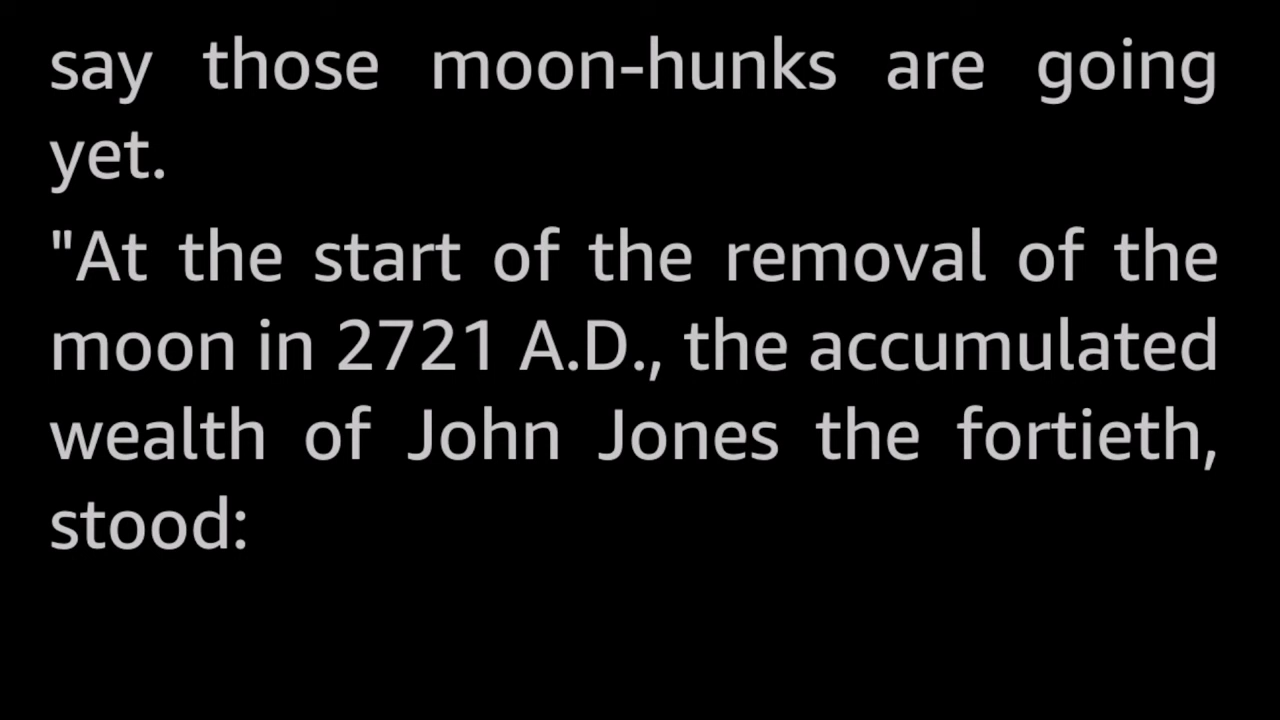 say those moon-hunks are going
yet.
"At the start of the removal of the
moon in 2721 A.D., the accumulated
wealth of John Jones the fortieth,
stood: